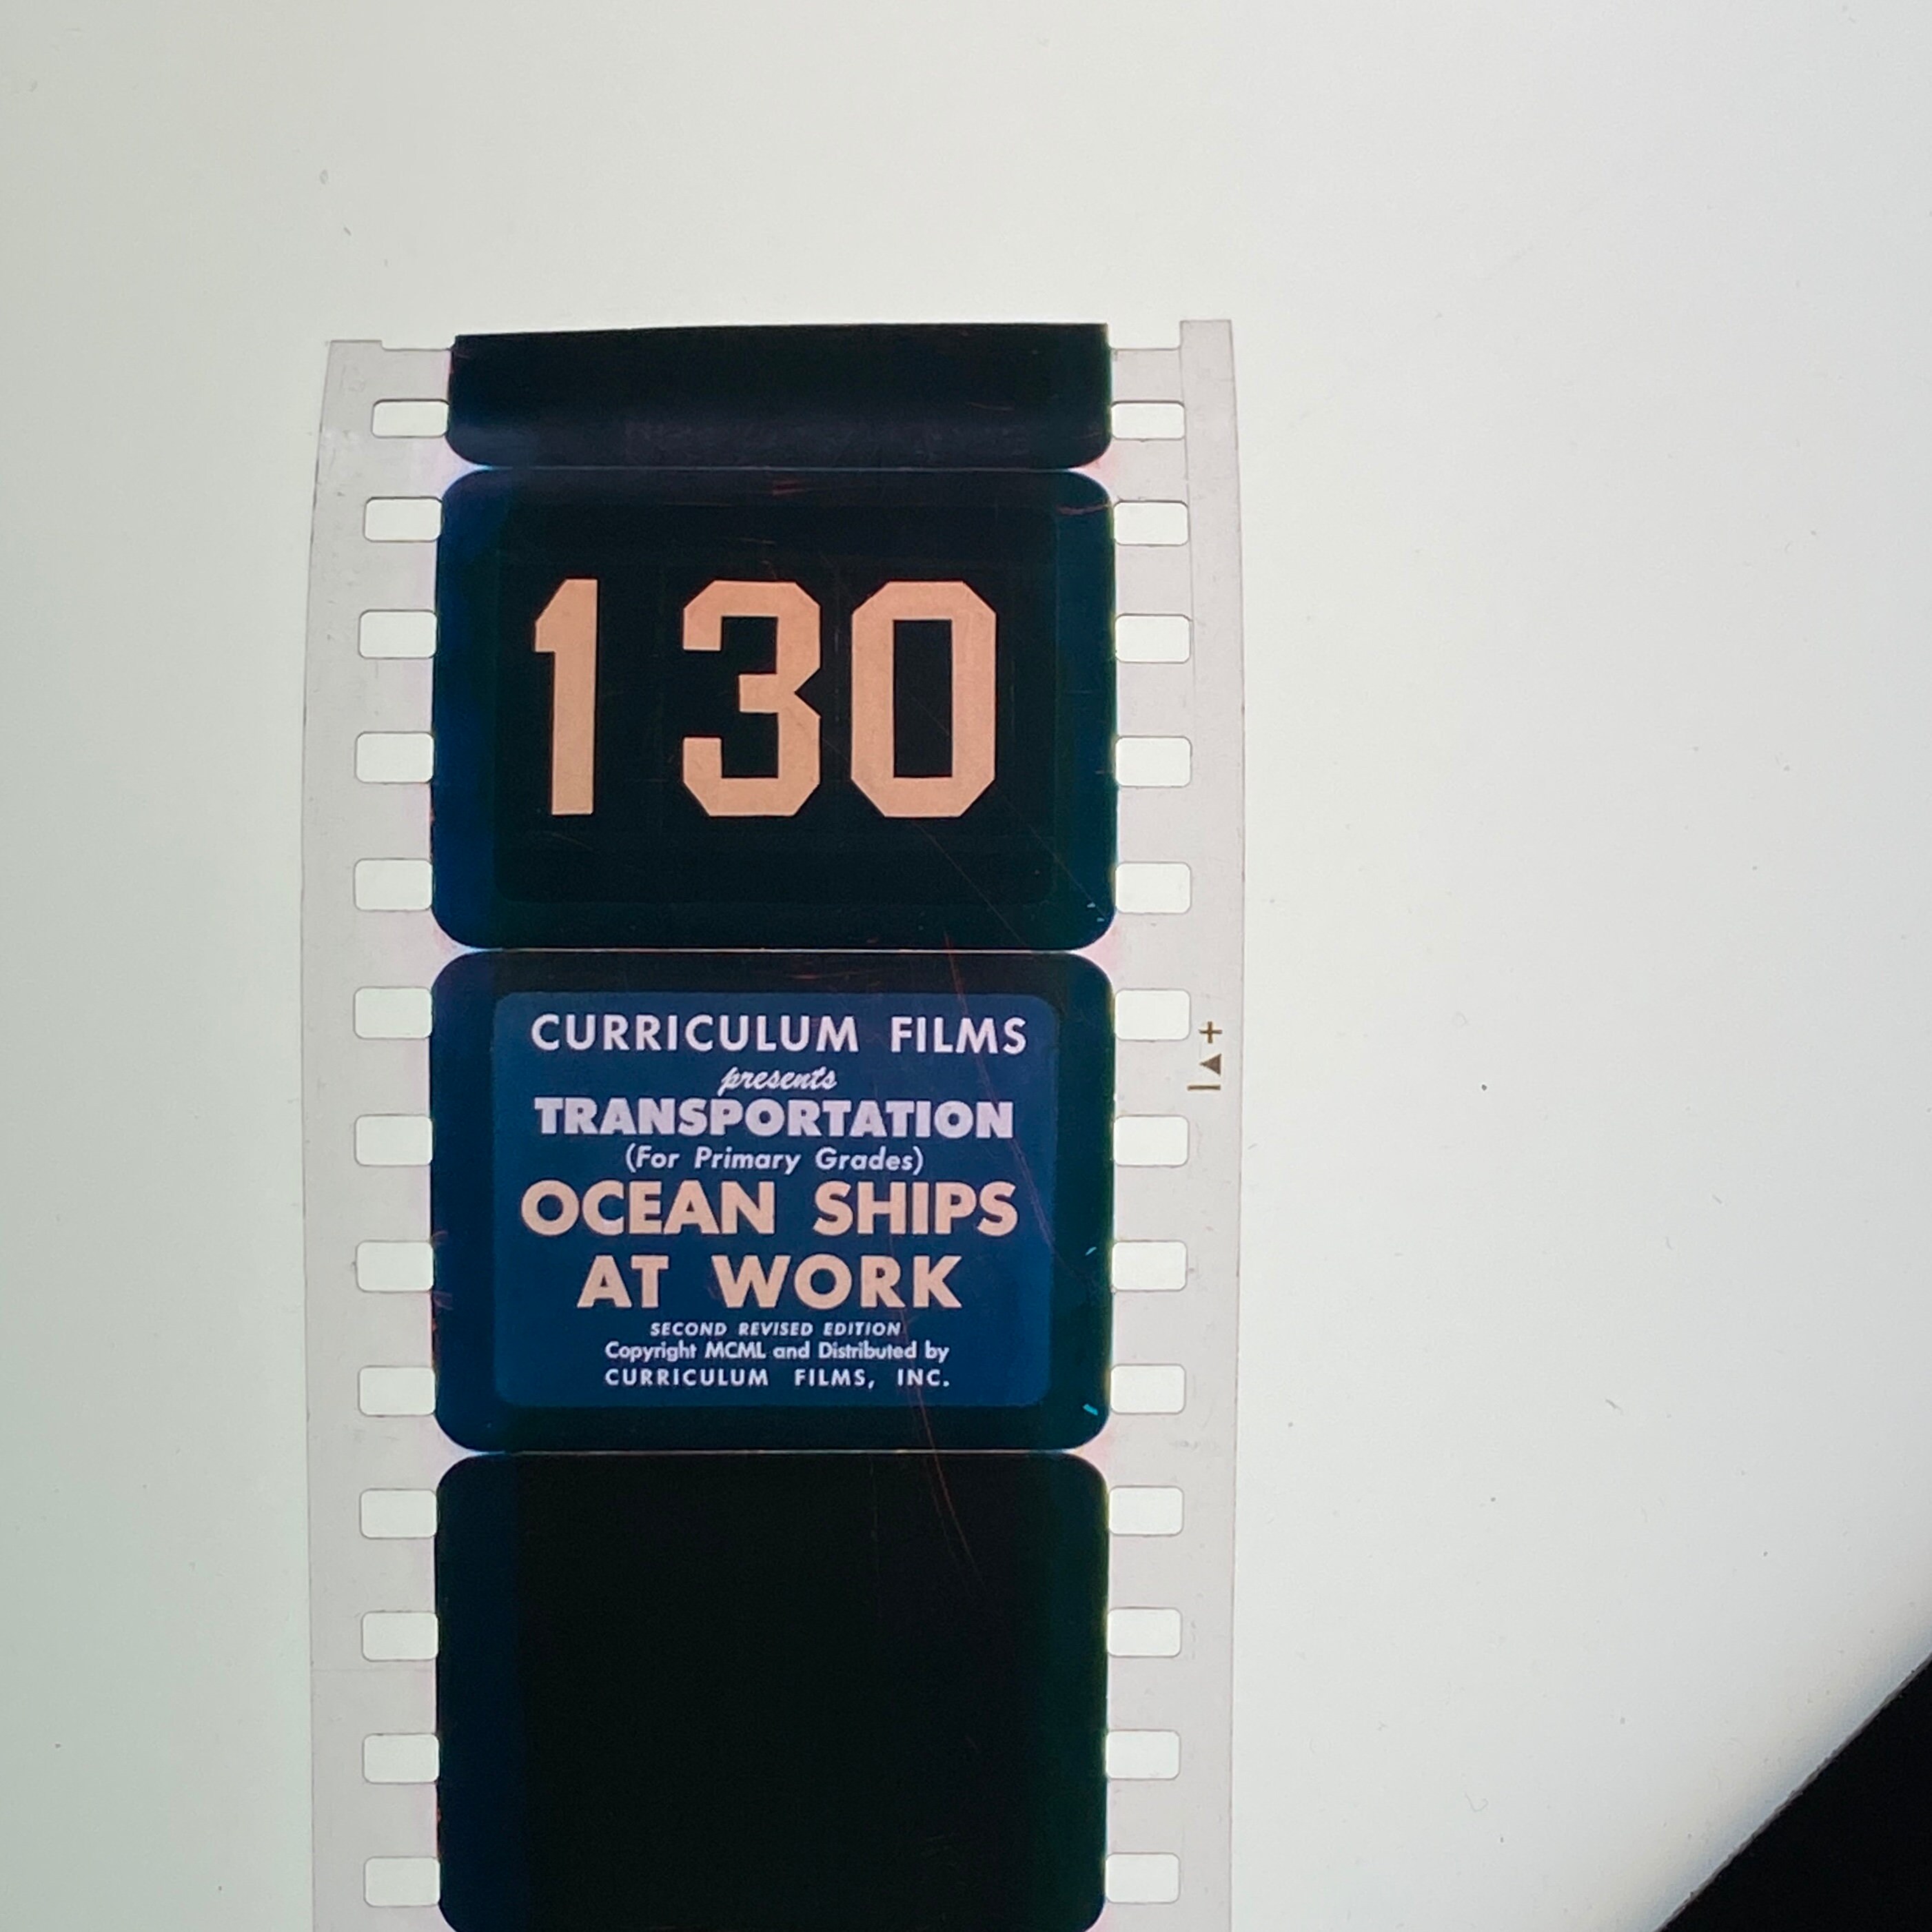 130
CURRICULUM FILMS
presents
TRANSPORTATION
(For Primary Grades)
OCEAN SHIPS
AT WORK
SECOND REVISED EDITION
Copyright MCML and Distributed by
CURRICULUM FILMS, INC.